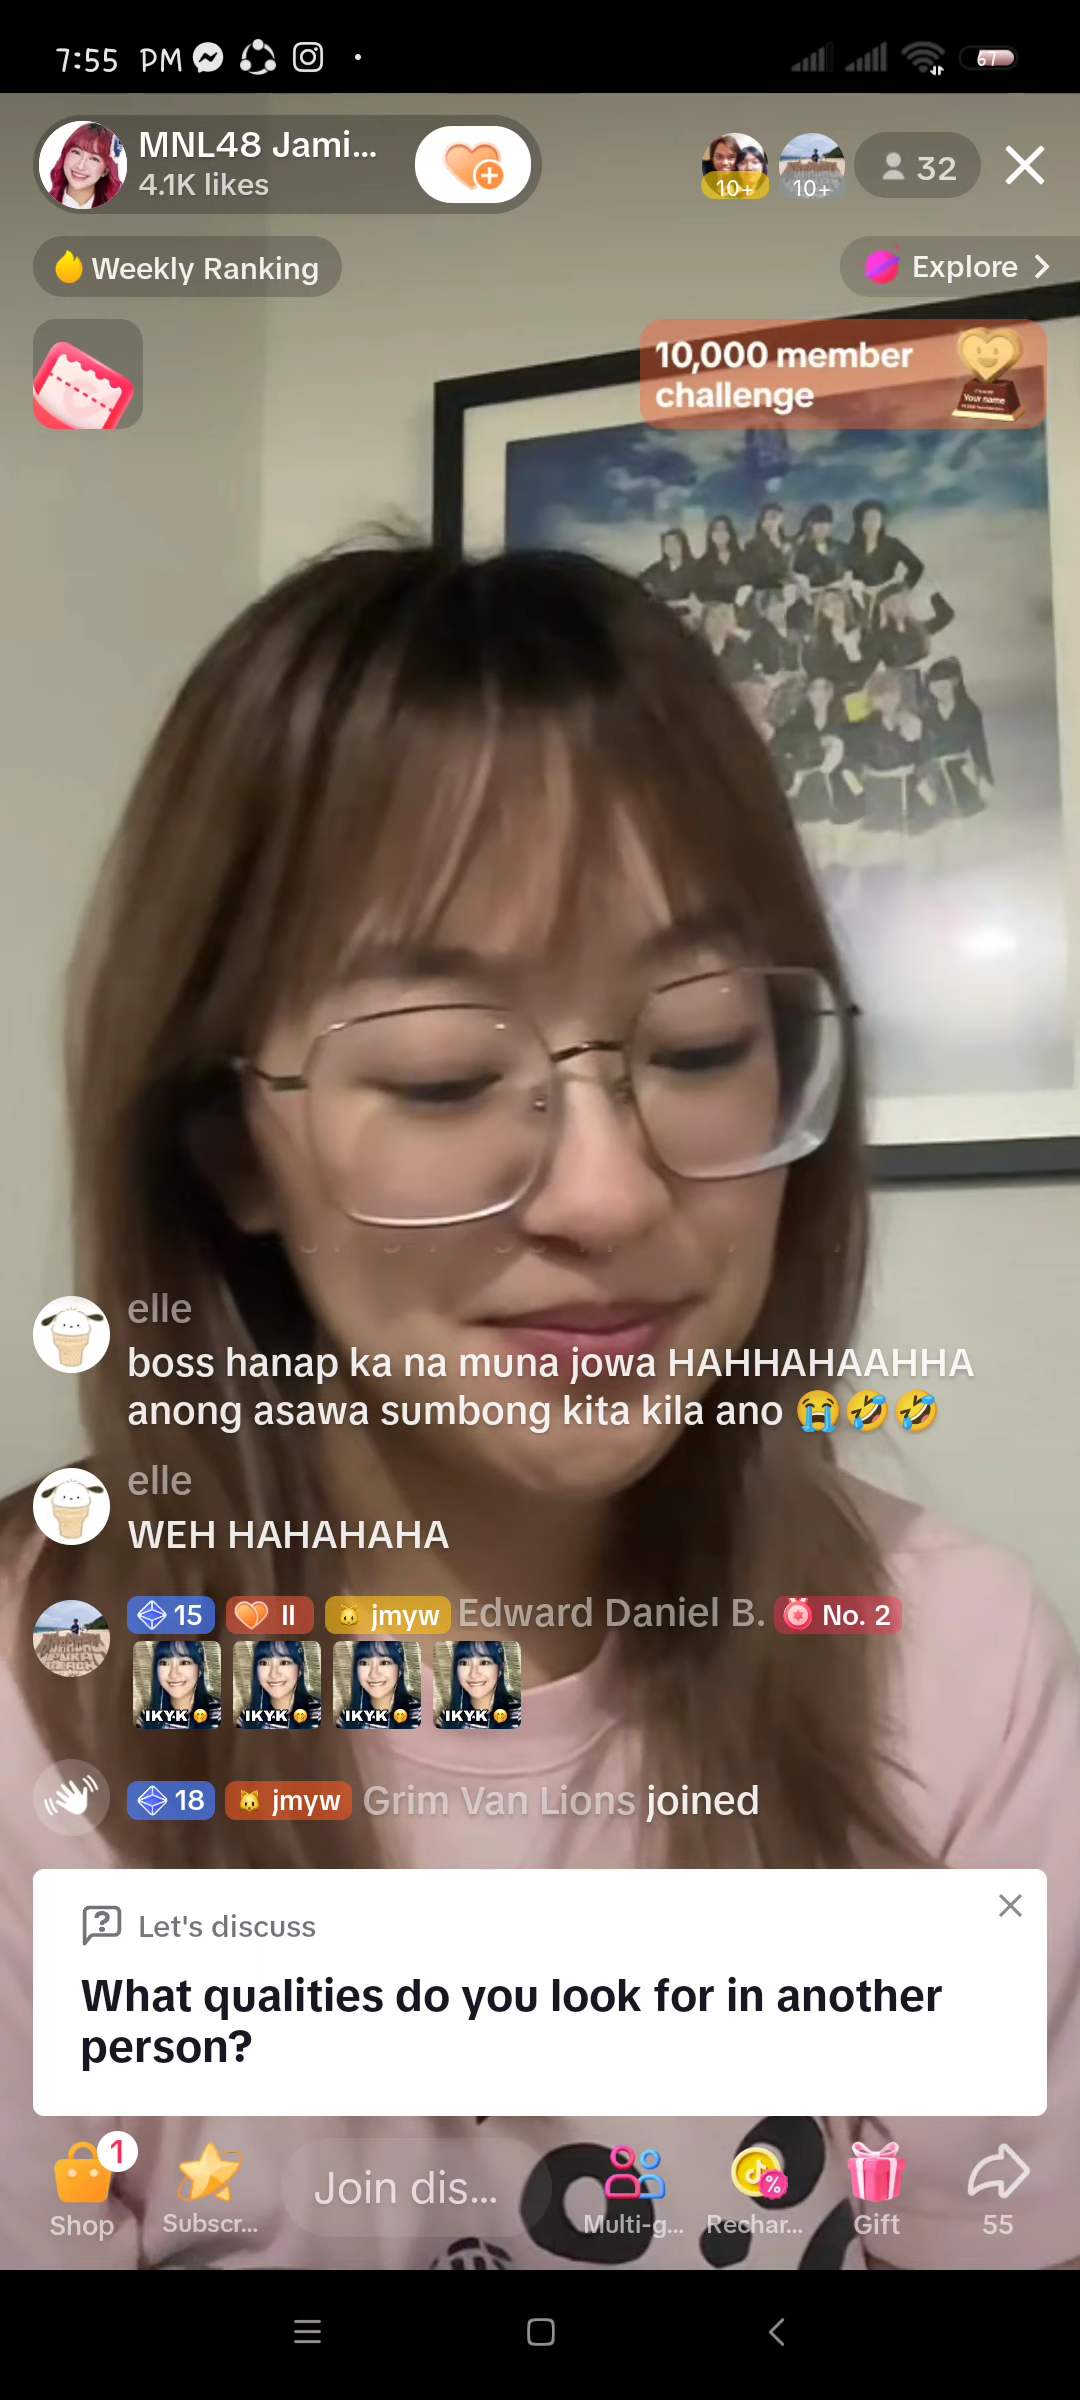 7:55 PM
67
MNL48 Jami...
4.1K likes
10+
10+
32
Weekly Ranking
Explore
10,000 member
challenge
Your name
elle
boss hanap ka na muna jowa HAHHAHAAHHA
anong asawa sumbong kita kila ano 😭🤣🤣
elle
WEH HAHAHAHA
15 II jmyw Edward Daniel B. No. 2
IKYK🤭 IKYK🤭 IKYK🤭 IKYK🤭
18 jmyw Grim Van Lions joined
Let's discuss
What qualities do you look for in another
person?
1
Join dis...
Shop
Subscr...
Multi-g...
Rechar...
Gift
55